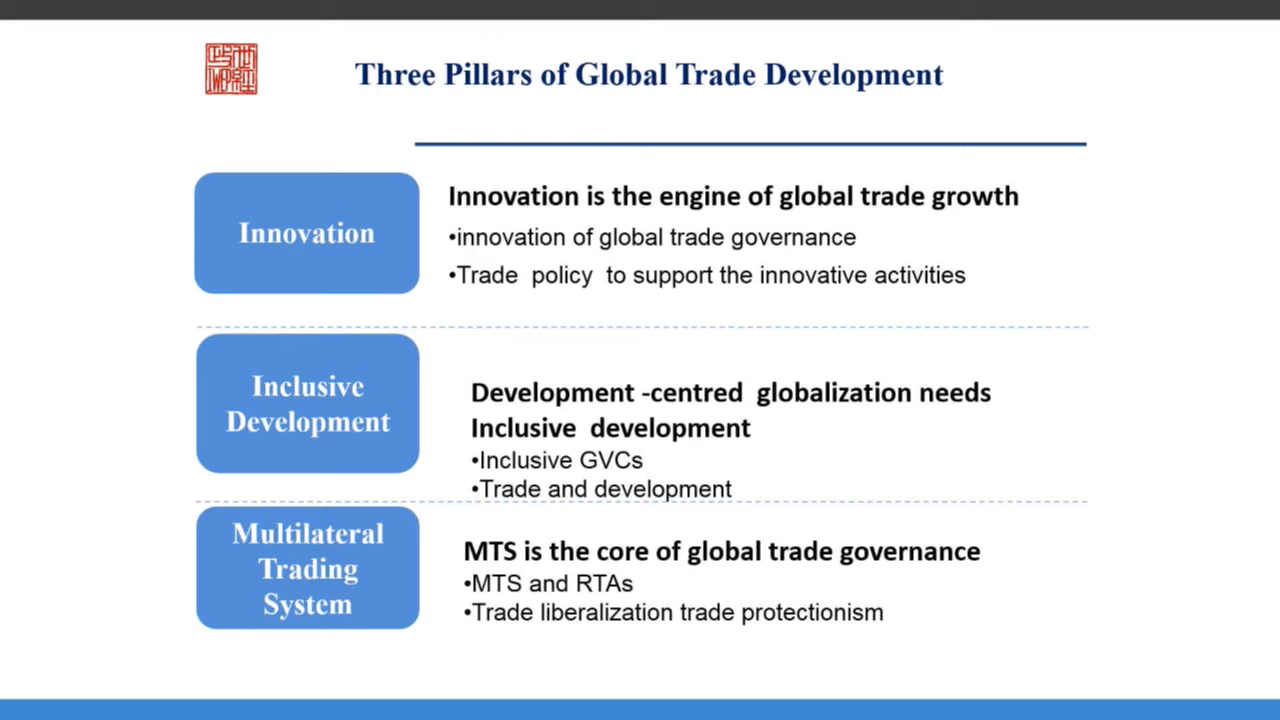 Three Pillars of Global Trade Development
Innovation
Innovation is the engine of global trade growth
•innovation of global trade governance
•Trade policy to support the innovative activities
Inclusive
Development
Development -centred globalization needs
Inclusive development
•Inclusive GVCs
•Trade and development
Multilateral
Trading
System
MTS is the core of global trade governance
•MTS and RTAs
•Trade liberalization trade protectionism